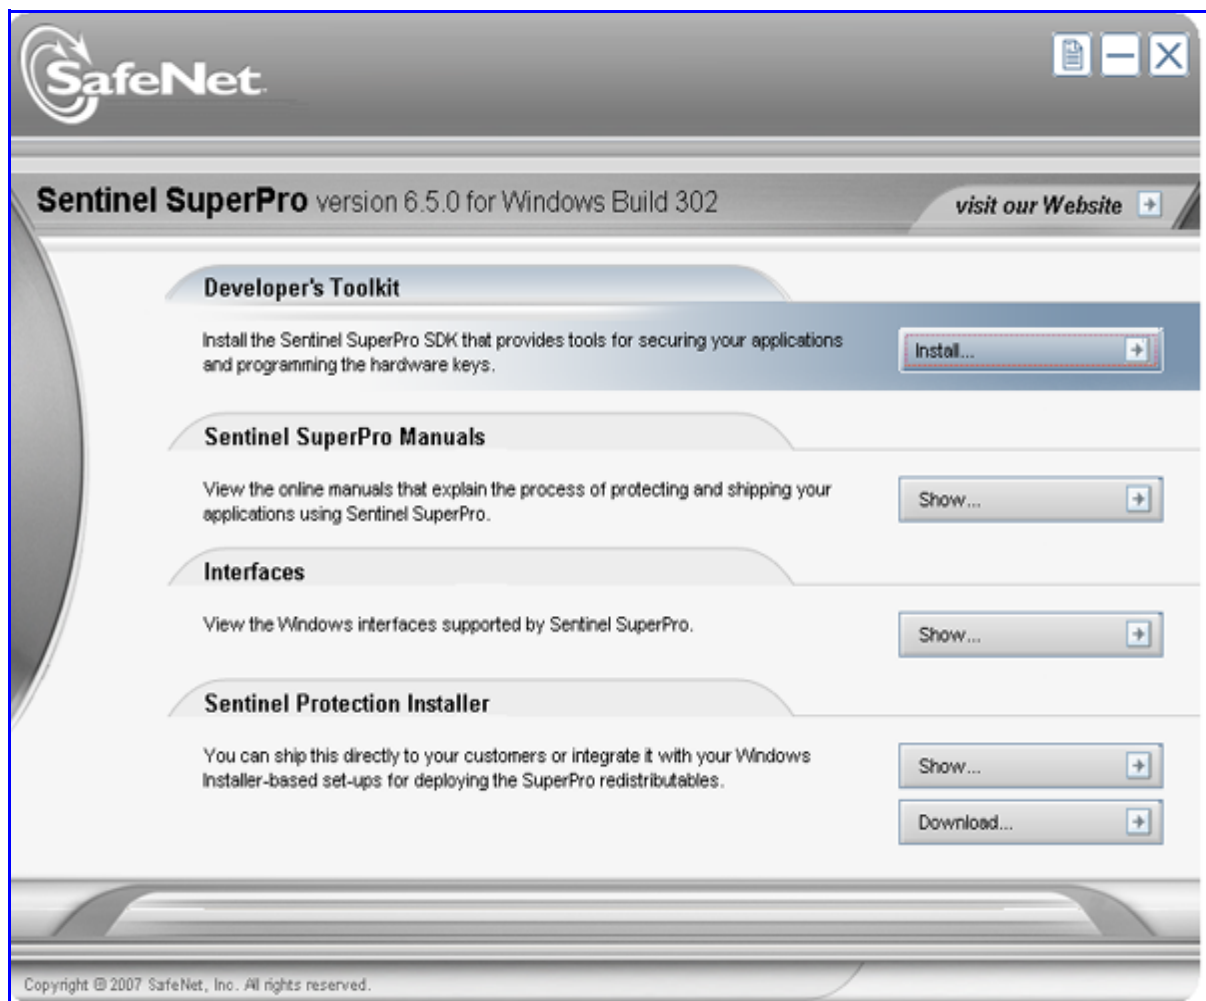 SafeNet.
Sentinel SuperPro version 6.5.0 for Windows Build 302
visit our Website
Developer's Toolkit
Install the Sentinel SuperPro SDK that provides tools for securing your applications
and programming the hardware keys.
Install...
Sentinel SuperPro Manuals
View the online manuals that explain the process of protecting and shipping your
applications using Sentinel SuperPro.
Show...
Interfaces
View the Windows interfaces supported by Sentinel SuperPro.
Show...
Sentinel Protection Installer
You can ship this directly to your customers or integrate it with your Windows
Installer-based set-ups for deploying the SuperPro redistributables.
Show...
Download...
Copyright © 2007 SafeNet, Inc. All rights reserved.